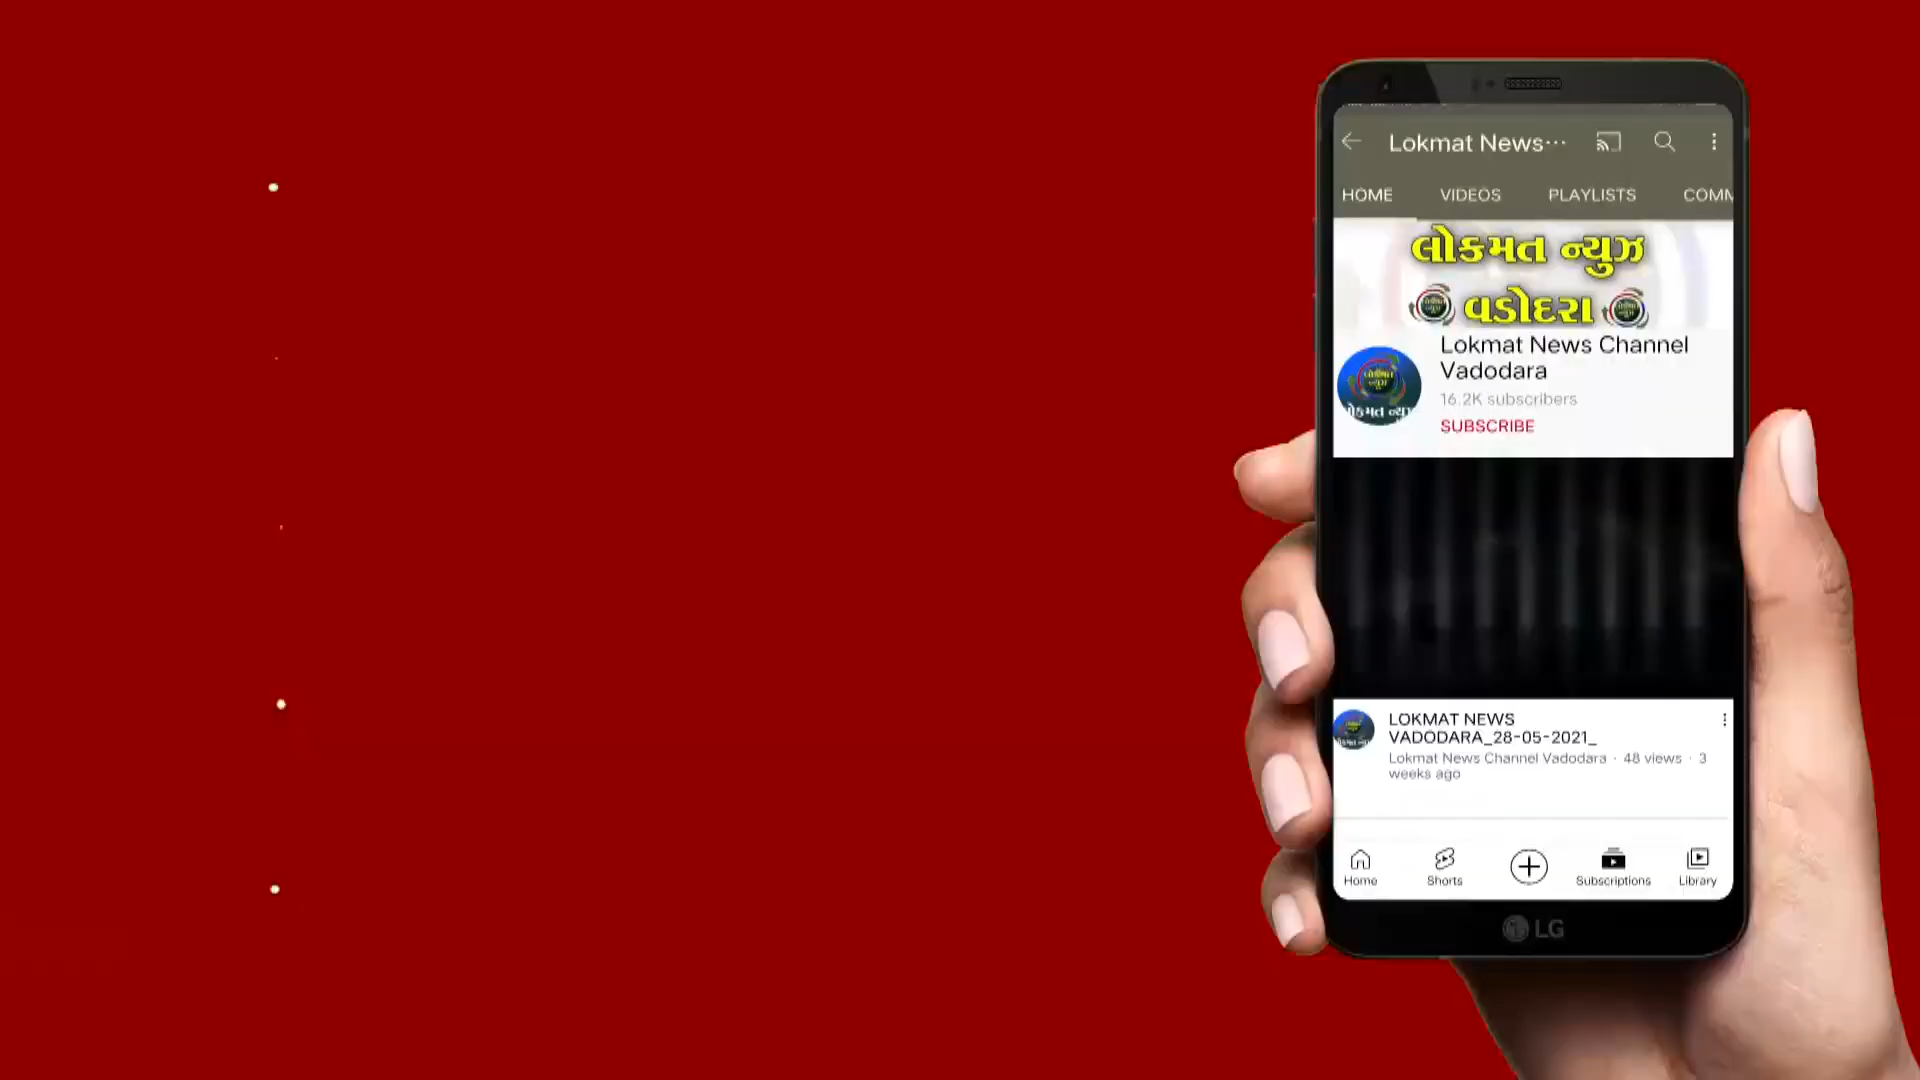 Lokmat News...
HOME VIDEOS PLAYLISTS COMM
લોકમત ન્યુઝ
વડોદરા
Lokmat News Channel
Vadodara
16.2K subscribers
SUBSCRIBE
LOKMAT NEWS
VADODARA_28-05-2021_
Lokmat News Channel Vadodara · 48 views · 3
weeks ago
Home Shorts Subscriptions Library
LG